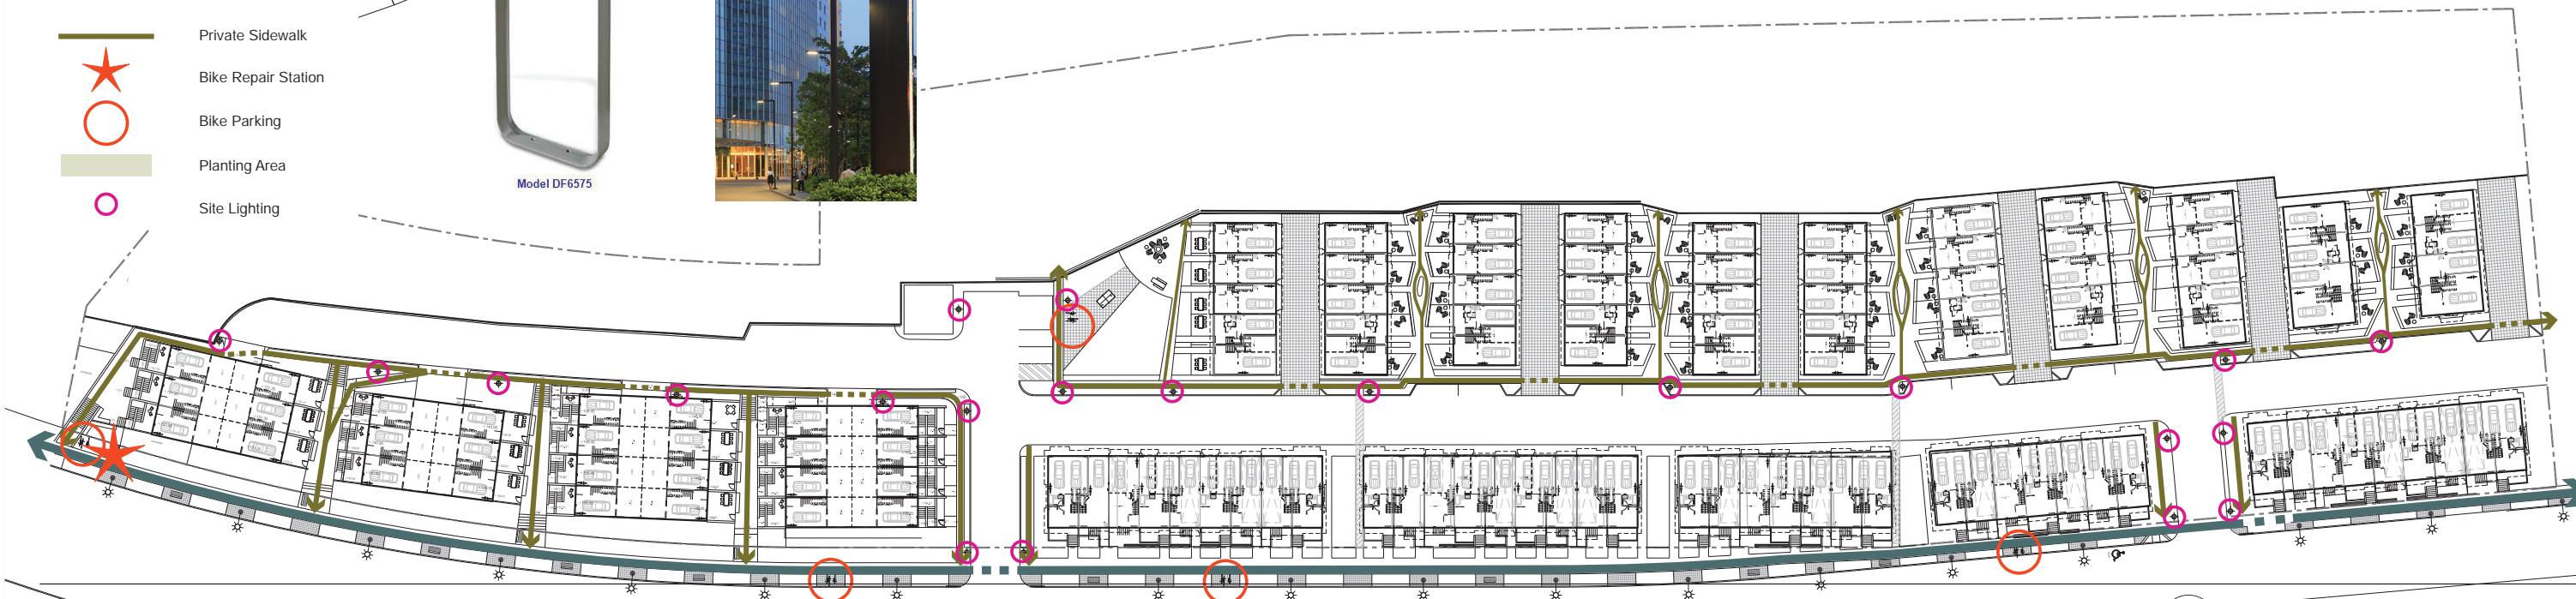 Private Sidewalk
Bike Repair Station
Bike Parking
Planting Area
Site Lighting
Model DF6575